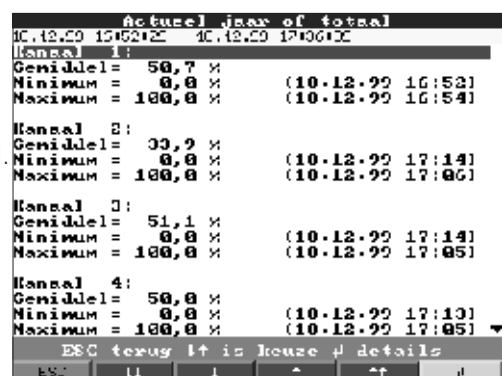 Actueel jaar of totaal
10.12.99 15:52:20 10.12.99 17:06:00
Kanaal 1:
Gemiddel= 50,7 %
Minimum = 0,0 % (10.12.99 16:52)
Maximum = 100,0 % (10.12.99 16:54)
Kanaal 2:
Gemiddel= 33,9 %
Minimum = 0,0 % (10.12.99 17:14)
Maximum = 100,0 % (10.12.99 17:06)
Kanaal 3:
Gemiddel= 51,1 %
Minimum = 0,0 % (10.12.99 17:14)
Maximum = 100,0 % (10.12.99 17:05)
Kanaal 4:
Gemiddel= 50,0 %
Minimum = 0,0 % (10.12.99 17:13)
Maximum = 100,0 % (10.12.99 17:05)
ESC terug ↓↑ is keuze ↲ details
ESC ↓↓ ↓ ↑ ↑↑ ↲